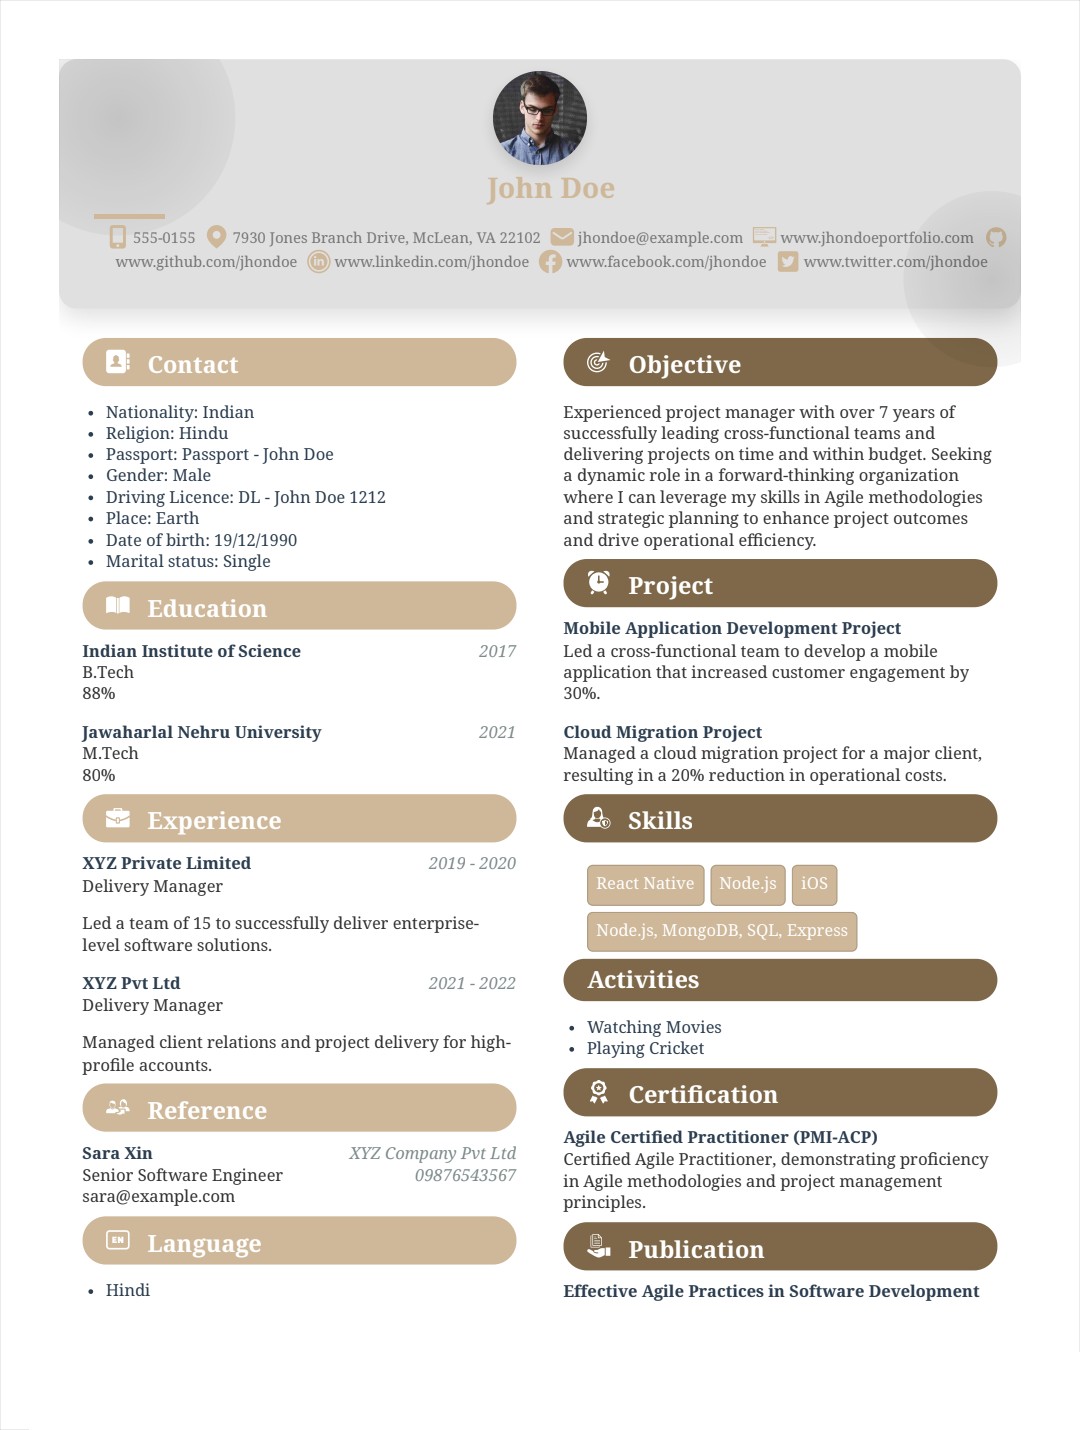 John Doe
555-0155 7930 Jones Branch Drive, McLean, VA 22102 jhondoe@example.com www.jhondoeportfolio.com
www.github.com/jhondoe www.linkedin.com/jhondoe www.facebook.com/jhondoe www.twitter.com/jhondoe
Contact
• Nationality: Indian
• Religion: Hindu
• Passport: Passport - John Doe
• Gender: Male
• Driving Licence: DL - John Doe 1212
• Place: Earth
• Date of birth: 19/12/1990
• Marital status: Single
Education
Indian Institute of Science 2017
B.Tech
88%
Jawaharlal Nehru University 2021
M.Tech
80%
Experience
XYZ Private Limited 2019 - 2020
Delivery Manager
Led a team of 15 to successfully deliver enterprise-
level software solutions.
XYZ Pvt Ltd 2021 - 2022
Delivery Manager
Managed client relations and project delivery for high-
profile accounts.
Reference
Sara Xin XYZ Company Pvt Ltd
Senior Software Engineer 09876543567
sara@example.com
EN Language
• Hindi
Objective
Experienced project manager with over 7 years of
successfully leading cross-functional teams and
delivering projects on time and within budget. Seeking
a dynamic role in a forward-thinking organization
where I can leverage my skills in Agile methodologies
and strategic planning to enhance project outcomes
and drive operational efficiency.
Project
Mobile Application Development Project
Led a cross-functional team to develop a mobile
application that increased customer engagement by
30%.
Cloud Migration Project
Managed a cloud migration project for a major client,
resulting in a 20% reduction in operational costs.
Skills
React Native Node.js iOS
Node.js, MongoDB, SQL, Express
Activities
• Watching Movies
• Playing Cricket
Certification
Agile Certified Practitioner (PMI-ACP)
Certified Agile Practitioner, demonstrating proficiency
in Agile methodologies and project management
principles.
Publication
Effective Agile Practices in Software Development